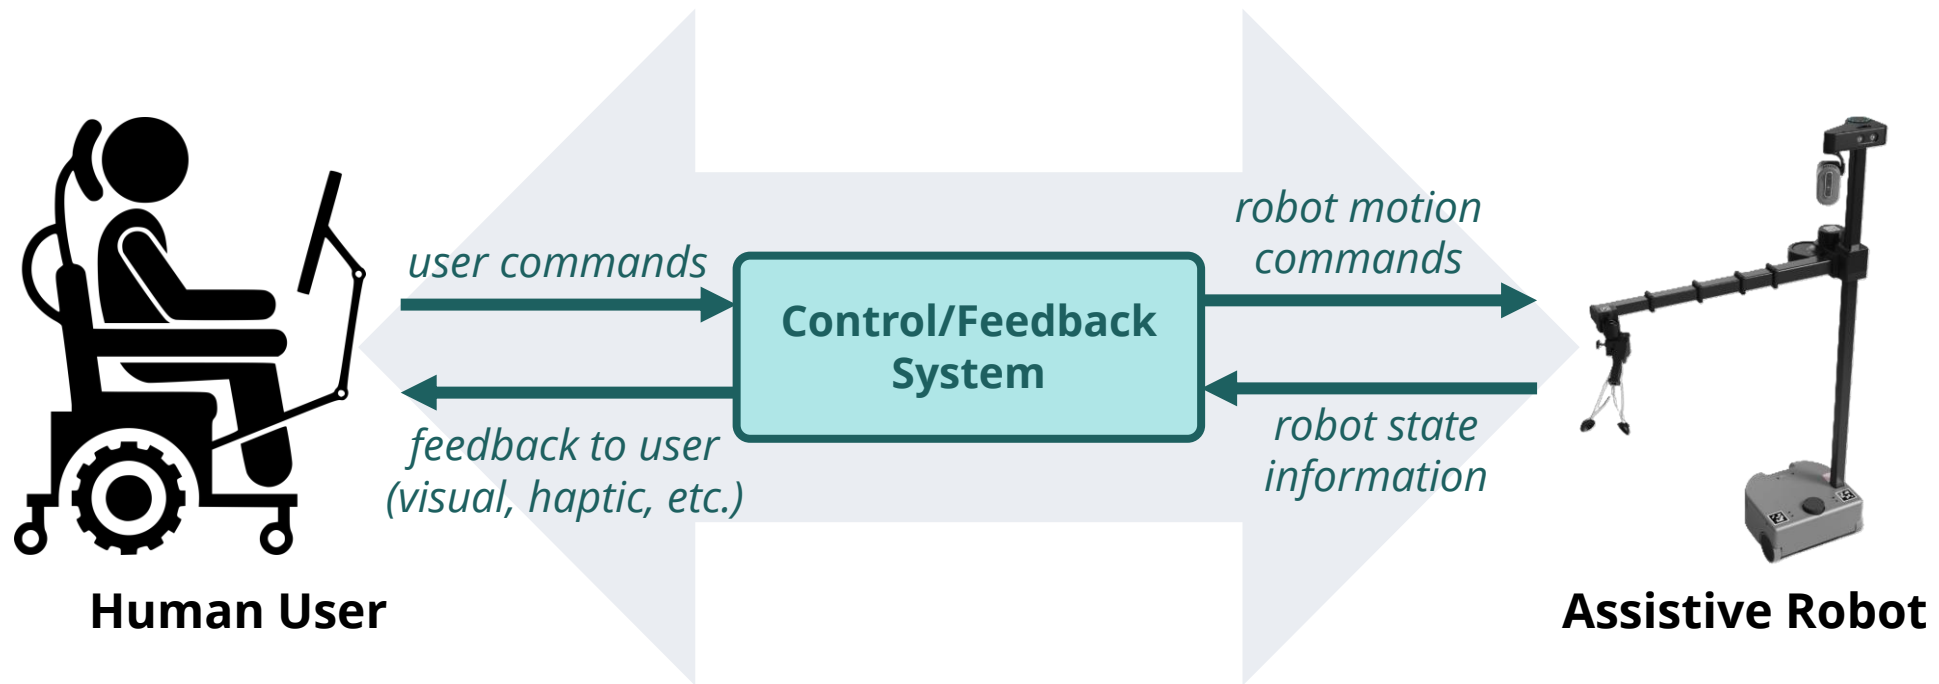 user commands
feedback to user
(visual, haptic, etc.)
Control/Feedback
System
robot motion
commands
robot state
information
Human User
Assistive Robot